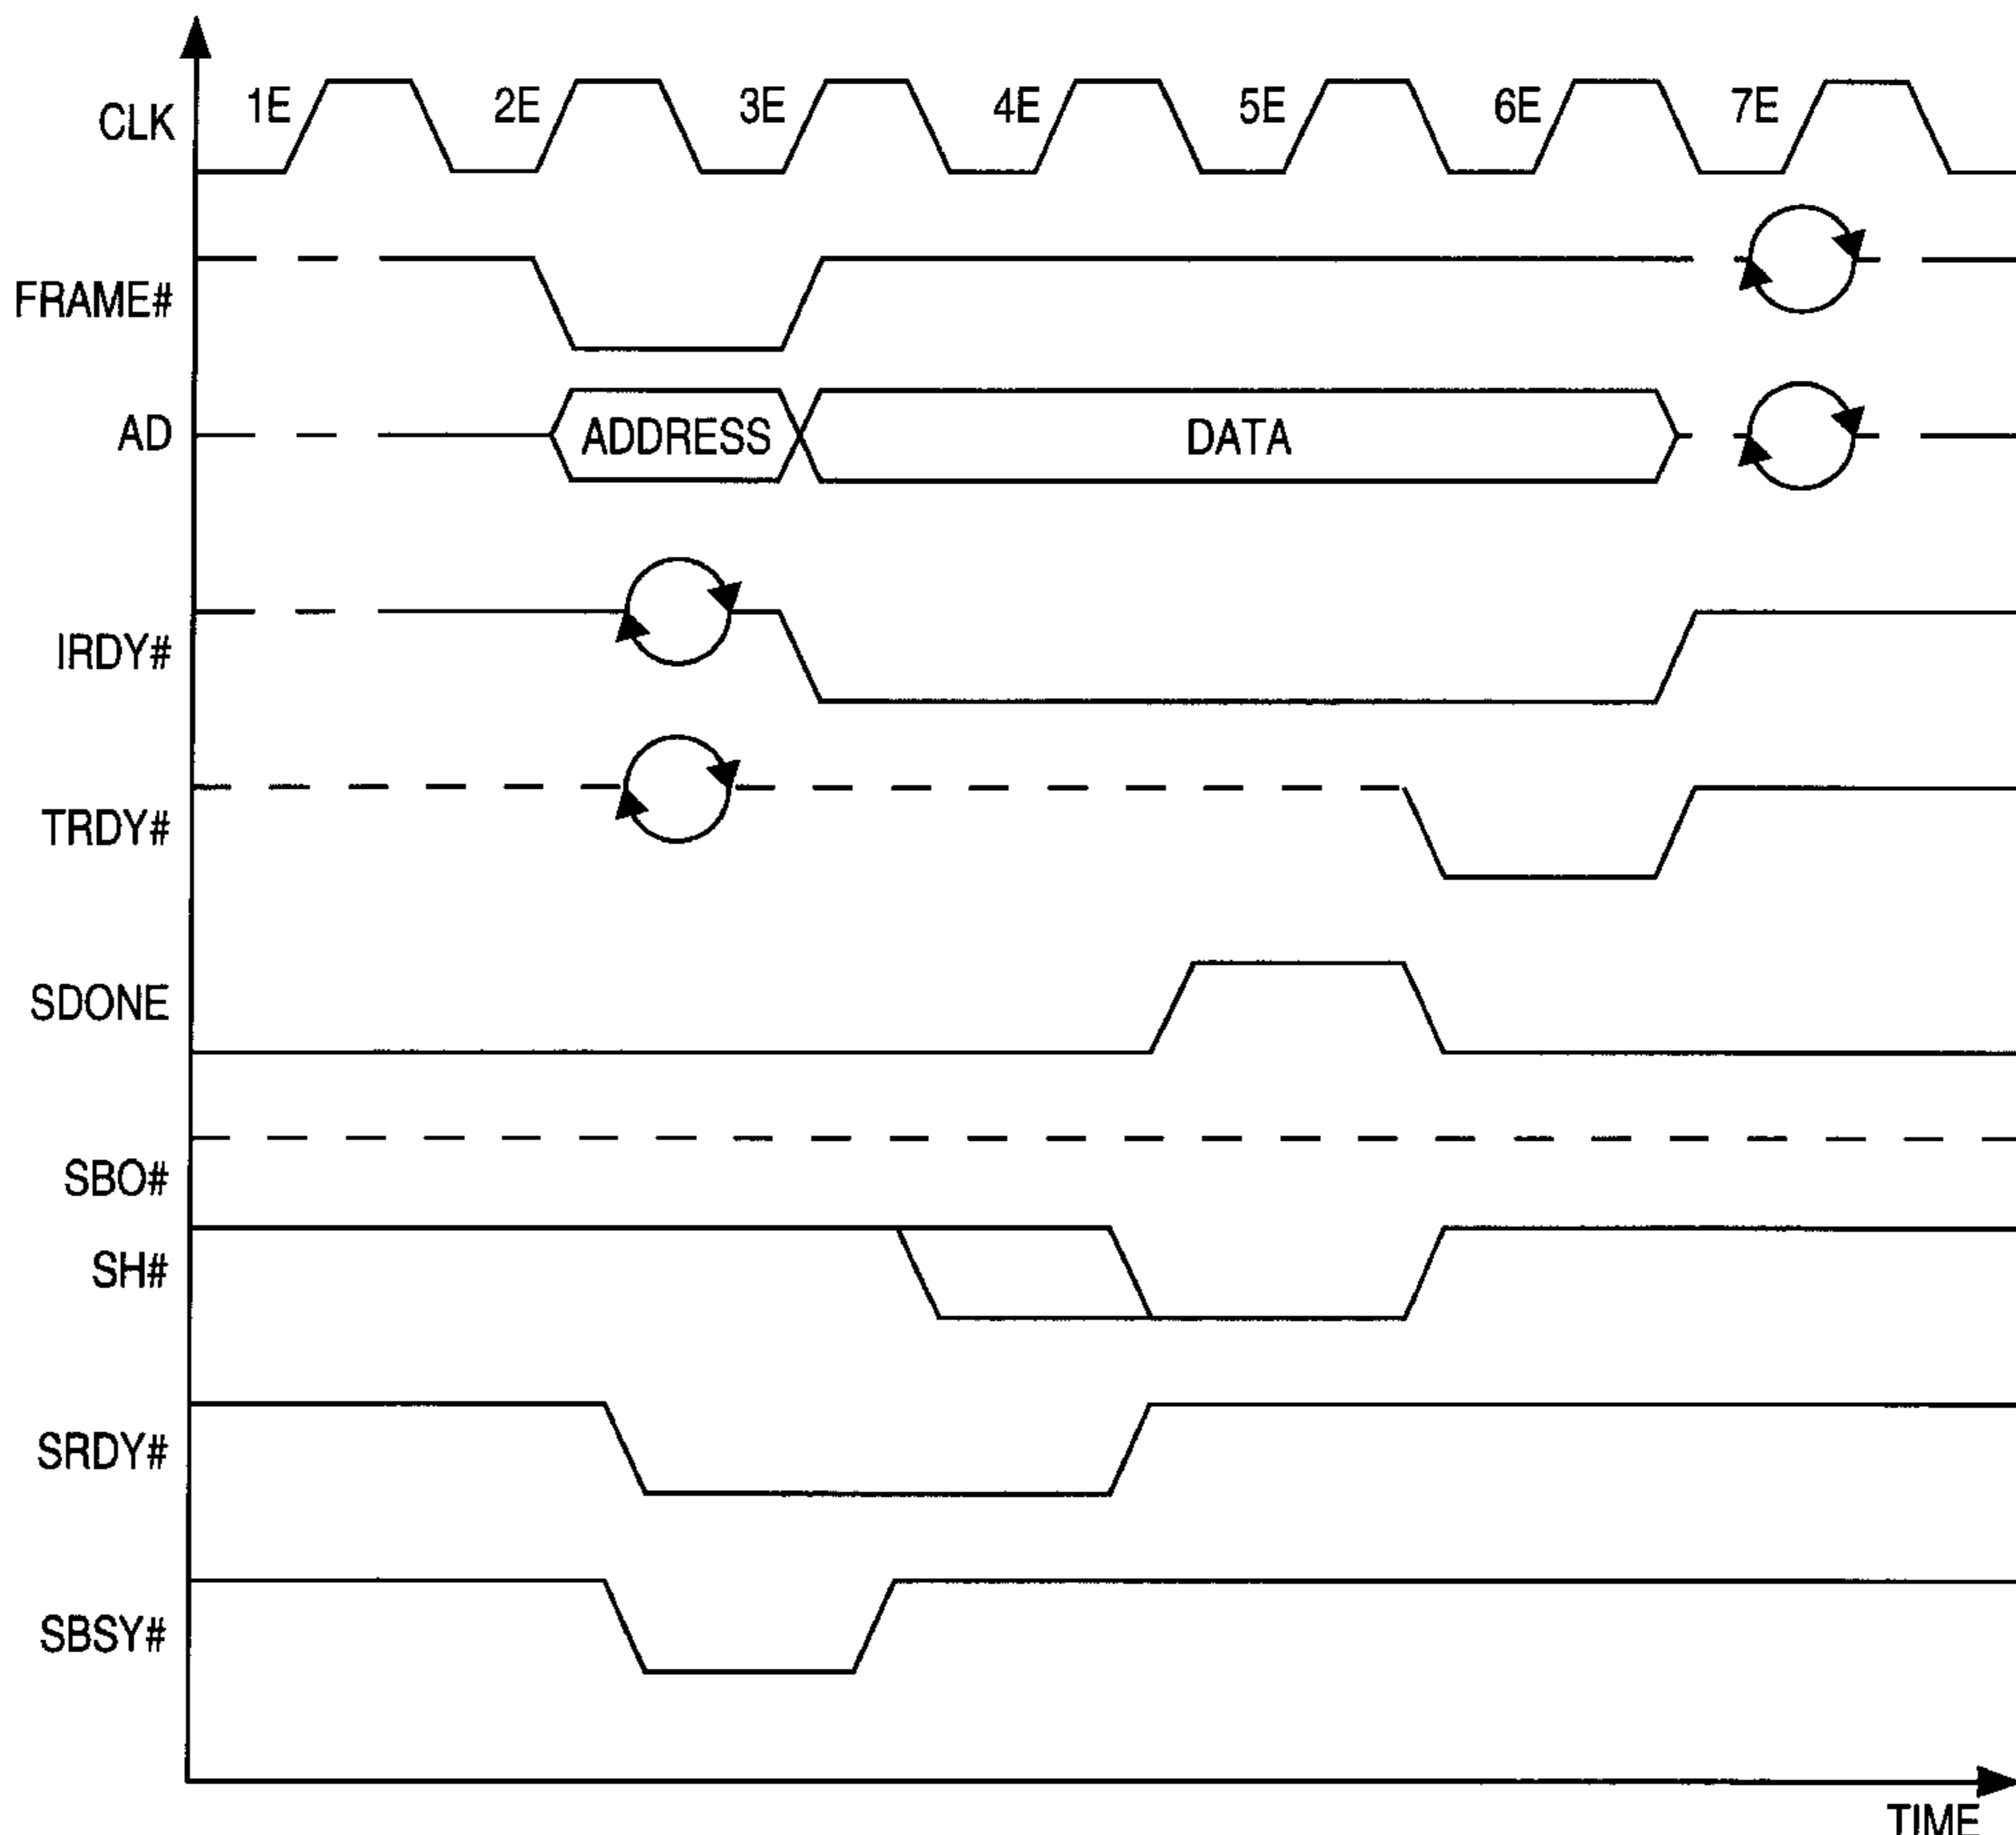 1E 2E 3E 4E 5E 6E 7E
CLK
FRAME#
AD ADDRESS DATA
IRDY#
TRDY#
SDONE
SBO#
SH#
SRDY#
SBSY#
TIME